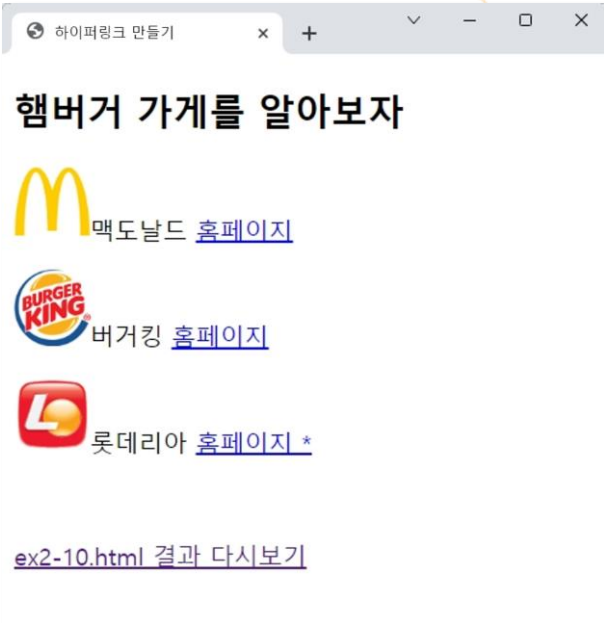 하이퍼링크 만들기
햄버거 가게를 알아보자
맥도날드 홈페이지
BURGER
KING
버거킹 홈페이지
L
롯데리아 홈페이지 *
ex2-10.html 결과 다시보기